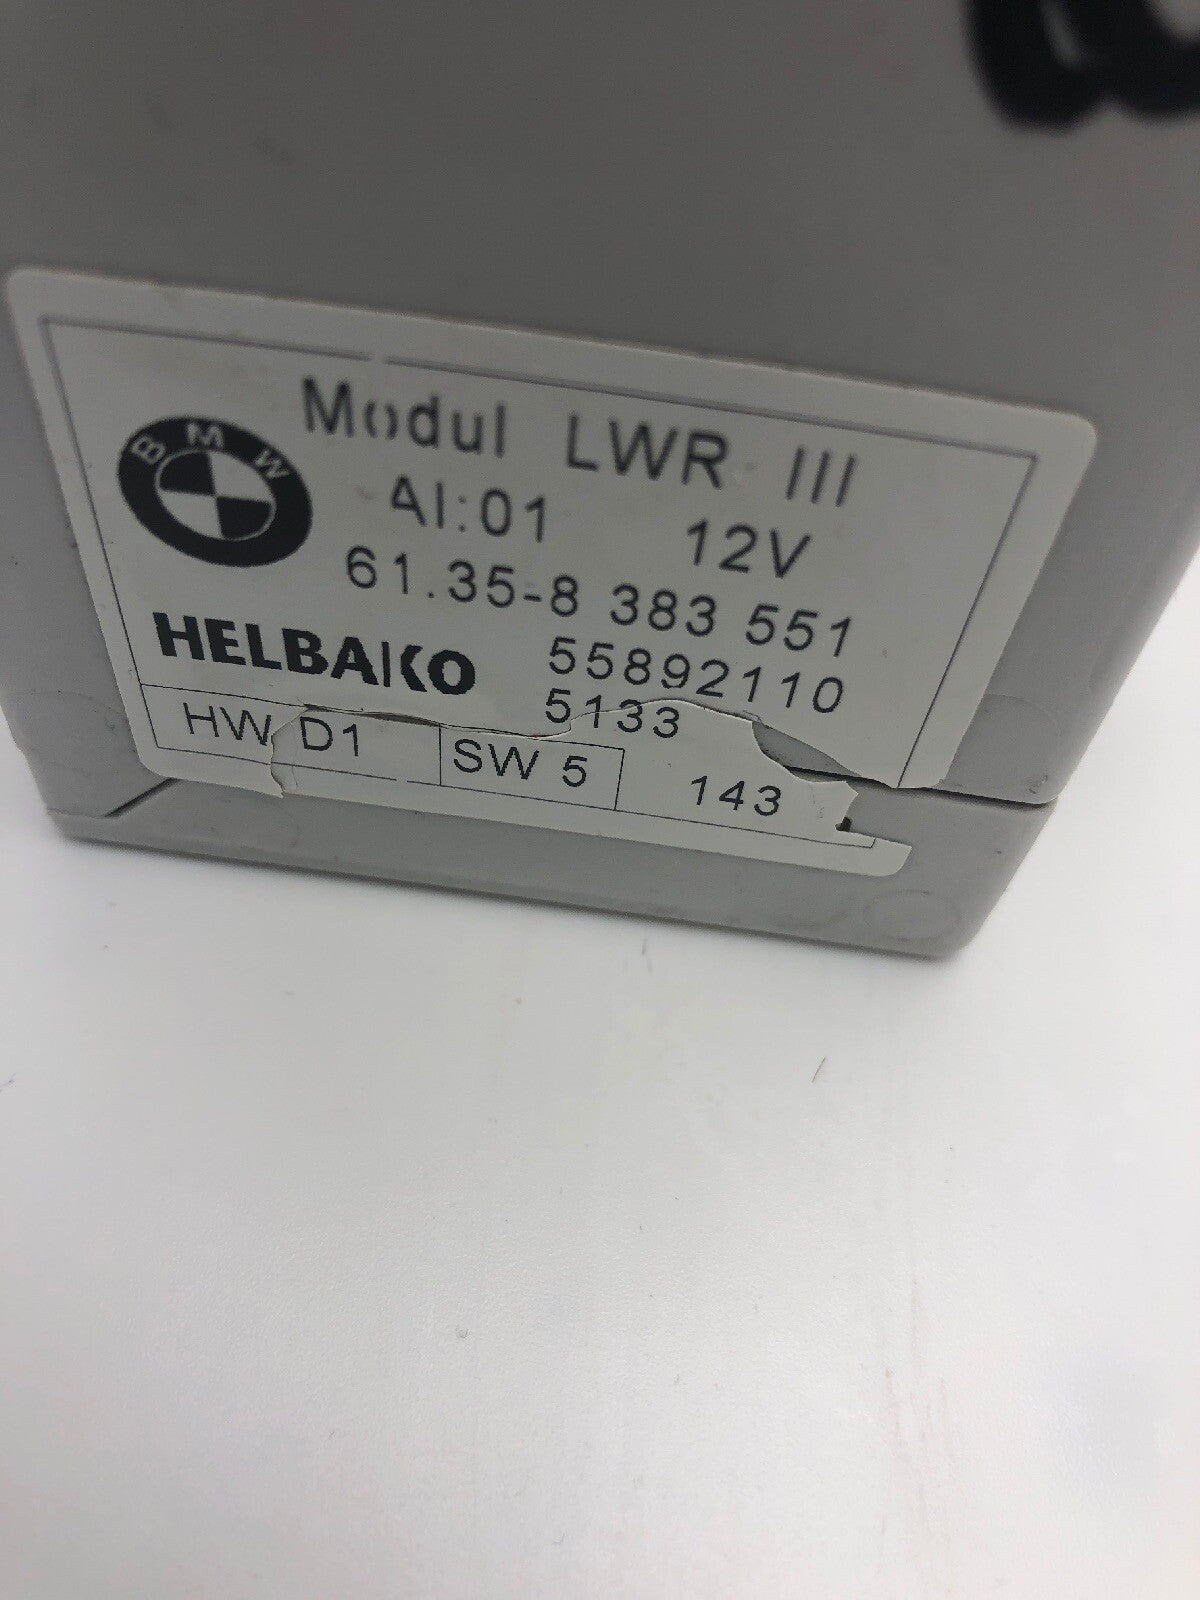 Modul LWR III
BMW
AI:01 12V
61.35-8 383 551
HELBAKO 55892110
5133
HW D1 SW 5 143